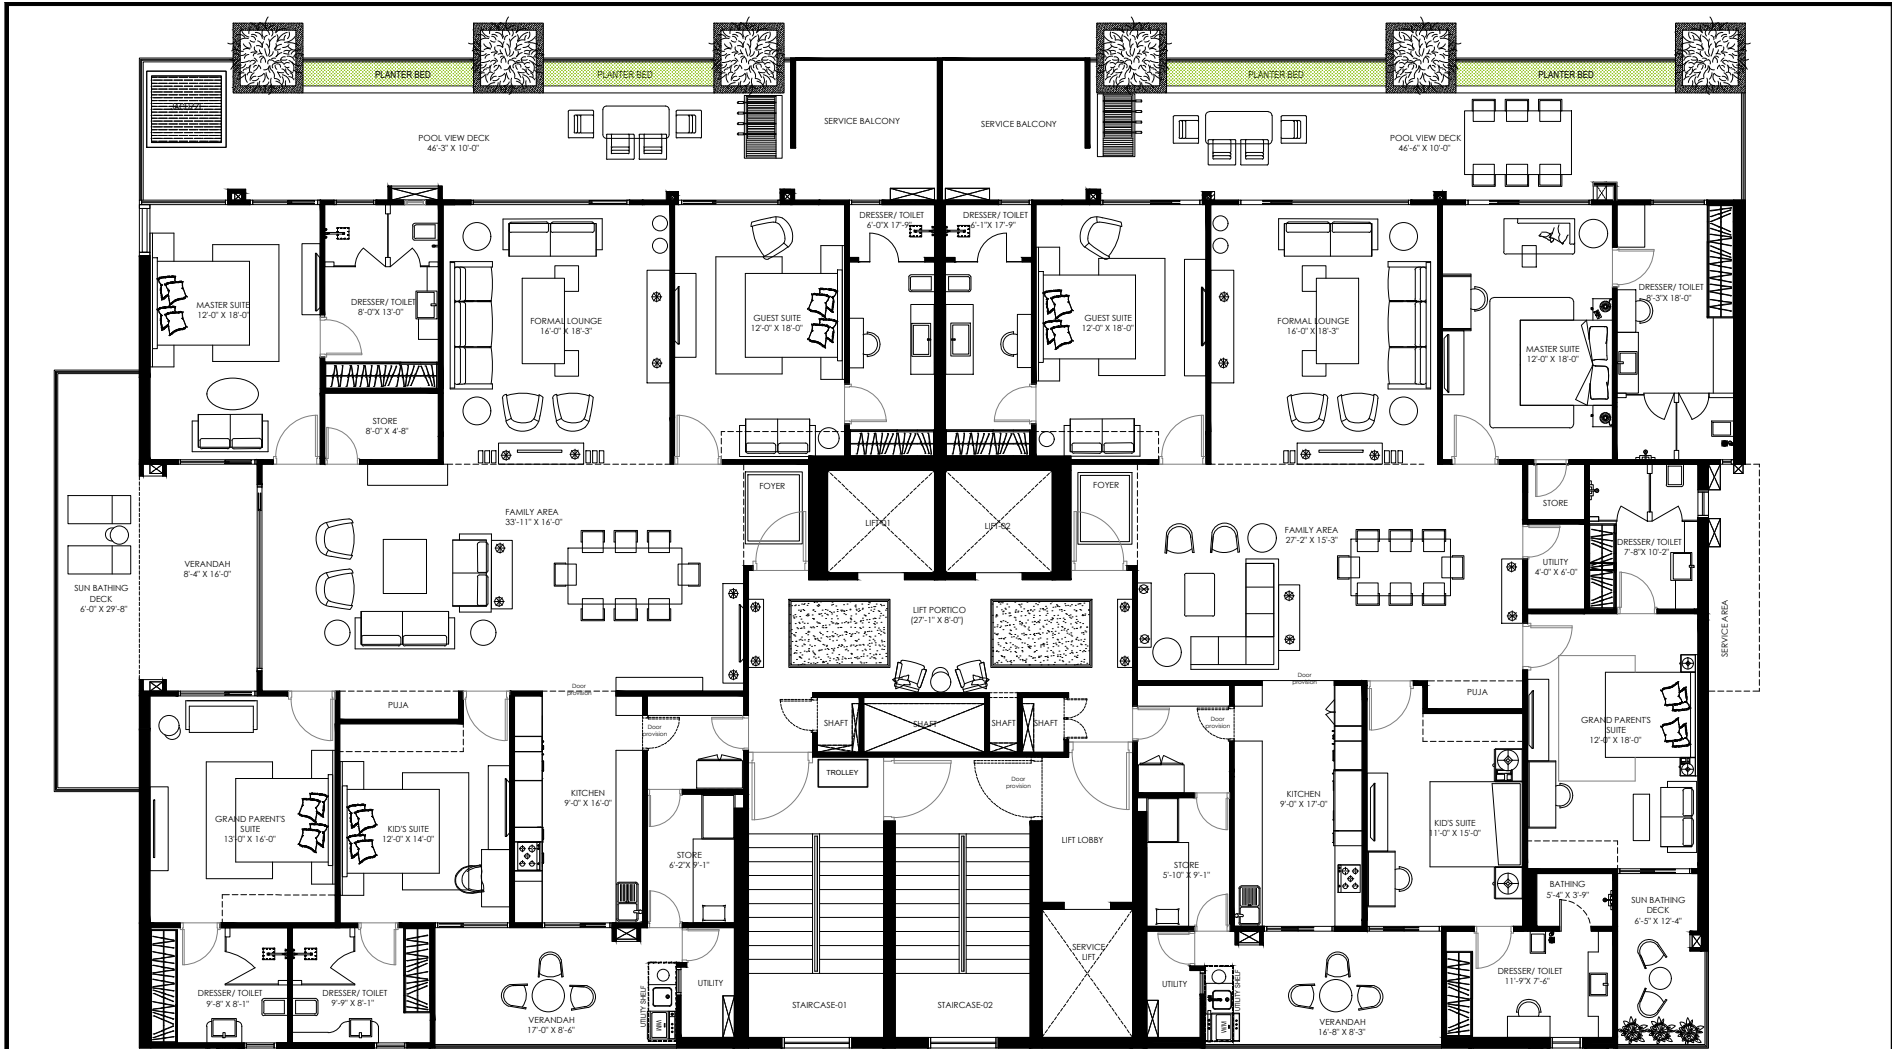 PLANTER BED
PLANTER BED
PLANTER BED
PLANTER BED
JACUZZI
POOL VIEW DECK
46'-3" X 10'-0"
SERVICE BALCONY
SERVICE BALCONY
POOL VIEW DECK
46'-6" X 10'-0"
MASTER SUITE
12'-0" X 18'-0"
DRESSER/ TOILET
8'-0"X 13'-0"
FORMAL LOUNGE
16'-0" X 18'-3"
GUEST SUITE
12'-0" X 18'-0"
DRESSER/ TOILET
6'-0"X 17'-9"
DRESSER/ TOILET
6'-1"X 17'-9"
GUEST SUITE
12'-0" X 18'-0"
FORMAL LOUNGE
16'-0" X 18'-3"
MASTER SUITE
12'-0" X 18'-0"
DRESSER/ TOILET
8'-3"X 18'-0"
STORE
8'-0" X 4'-8"
FOYER
LIFT-01
LIFT-02
FOYER
STORE
FAMILY AREA
33'-11" X 16'-0"
FAMILY AREA
27'-2" X 15'-3"
DRESSER/ TOILET
7'-8"X 10'-2"
UTILITY
4'-0" X 6'-0"
VERANDAH
8'-4" X 16'-0"
SUN BATHING
DECK
6'-0" X 29'-8"
LIFT PORTICO
(27'-1" X 8'-0")
SERVICE AREA
Door
provision
Door
provision
PUJA
PUJA
SHAFT
SHAFT
SHAFT
SHAFT
Door
provision
Door
provision
GRAND PARENT'S
SUITE
12'-0" X 18'-0"
TROLLEY
Door
provision
KITCHEN
9'-0" X 16'-0"
KITCHEN
9'-0" X 17'-0"
GRAND PARENT'S
SUITE
13'-0" X 16'-0"
KID'S SUITE
12'-0" X 14'-0"
KID'S SUITE
11'-0" X 15'-0"
LIFT LOBBY
STORE
6'-2"X 9'-1"
STORE
5'-10" X 9'-1"
BATHING
5'-4" X 3'-9"
SUN BATHING
DECK
6'-5" X 12'-4"
SERVICE
LIFT
DRESSER/ TOILET
9'-8" X 8'-1"
DRESSER/ TOILET
9'-9" X 8'-1"
VERANDAH
17'-0" X 8'-6"
UTILITY SHELF
WM
UTILITY
STAIRCASE-01
STAIRCASE-02
UTILITY
UTILITY SHELF
WM
VERANDAH
16'-8" X 8'-3"
DRESSER/ TOILET
11'-9"X 7'-6"